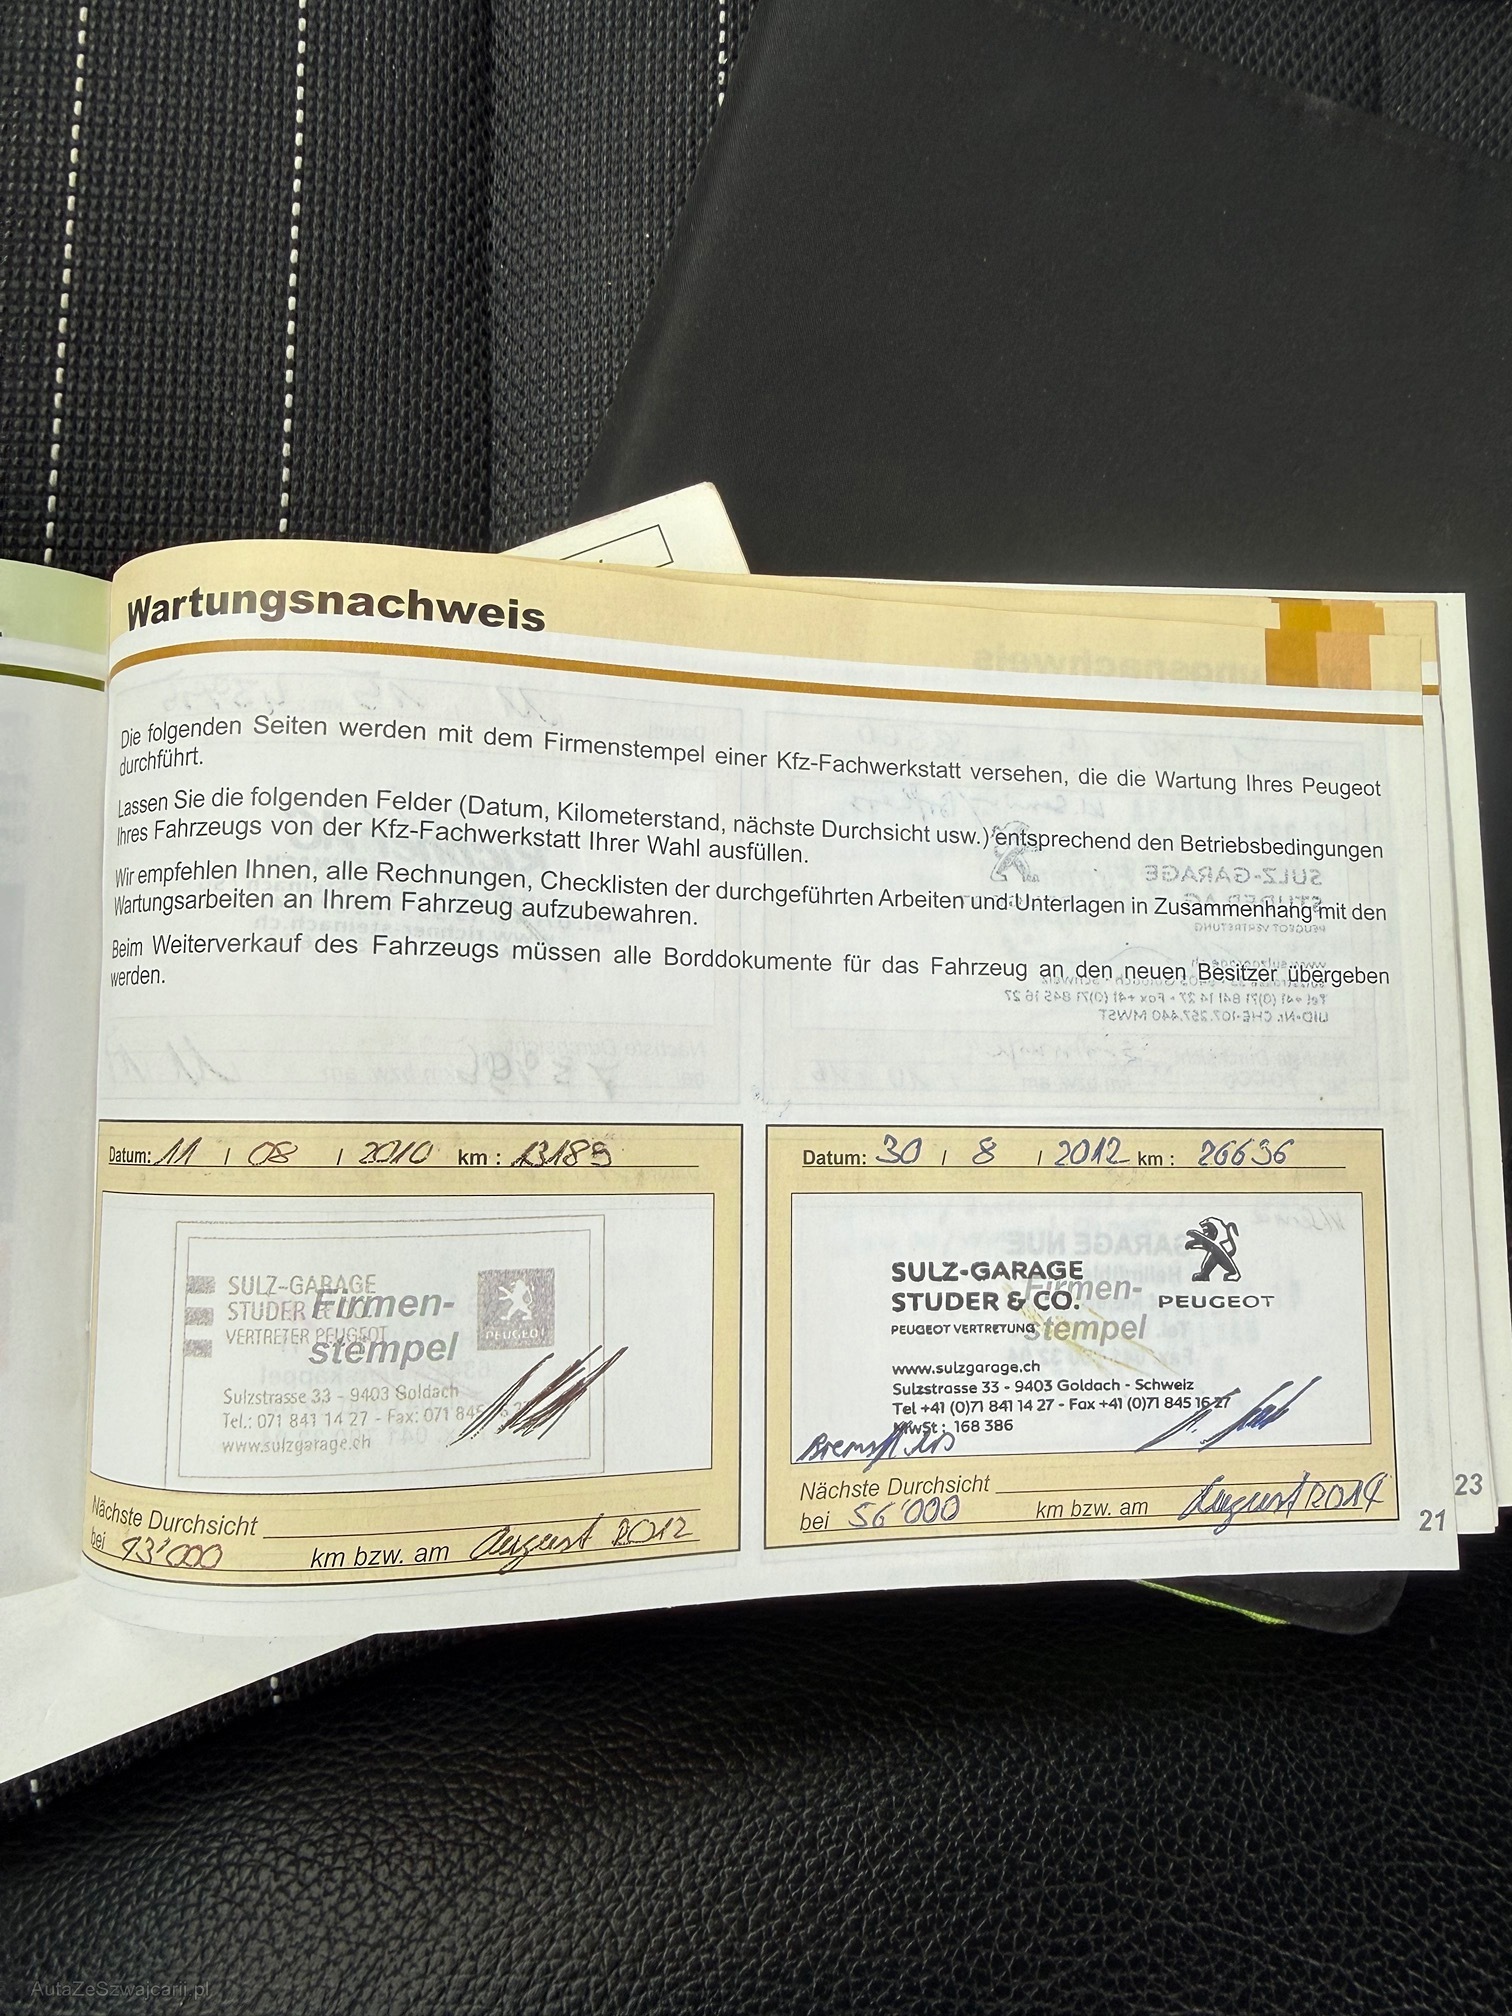 Wartungsnachweis
Die folgenden Seiten werden mit dem Firmenstempel einer Kfz-Fachwerkstatt versehen, die die Wartung Ihres Peugeot
durchführt.
Lassen Sie die folgenden Felder (Datum, Kilometerstand, nächste Durchsicht usw.) entsprechend den Betriebsbedingungen
Ihres Fahrzeugs von der Kfz-Fachwerkstatt Ihrer Wahl ausfüllen.
Wir empfehlen Ihnen, alle Rechnungen, Checklisten der durchgeführten Arbeiten und Unterlagen in Zusammenhang mit den
Wartungsarbeiten an Ihrem Fahrzeug aufzubewahren.
Beim Weiterverkauf des Fahrzeugs müssen alle Borddokumente für das Fahrzeug an den neuen Besitzer übergeben
werden.
Datum: 11 / 08 / 2010 km : 13189
SULZ-GARAGE
STUDER & CO.
VERTRETER PEUGEOT
Firmen-
stempel
PEUGEOT
Sulzstrasse 33 - 9403 Goldach
Tel.: 071 841 14 27 - Fax: 071 845 16 27
www.sulzgarage.ch
Nächste Durchsicht
bei 43'000 km bzw. am August 2012
Datum: 30 / 8 / 2012 km : 26636
SULZ-GARAGE
STUDER & CO.
PEUGEOT VERTRETUNG
Firmen-
stempel
PEUGEOT
www.sulzgarage.ch
Sulzstrasse 33 - 9403 Goldach - Schweiz
Tel +41 (0)71 841 14 27 - Fax +41 (0)71 845 16 27
MwSt : 168 386
Nächste Durchsicht
bei 56'000 km bzw. am August 2014
23
21
AutaZeSzwajcarii.pl